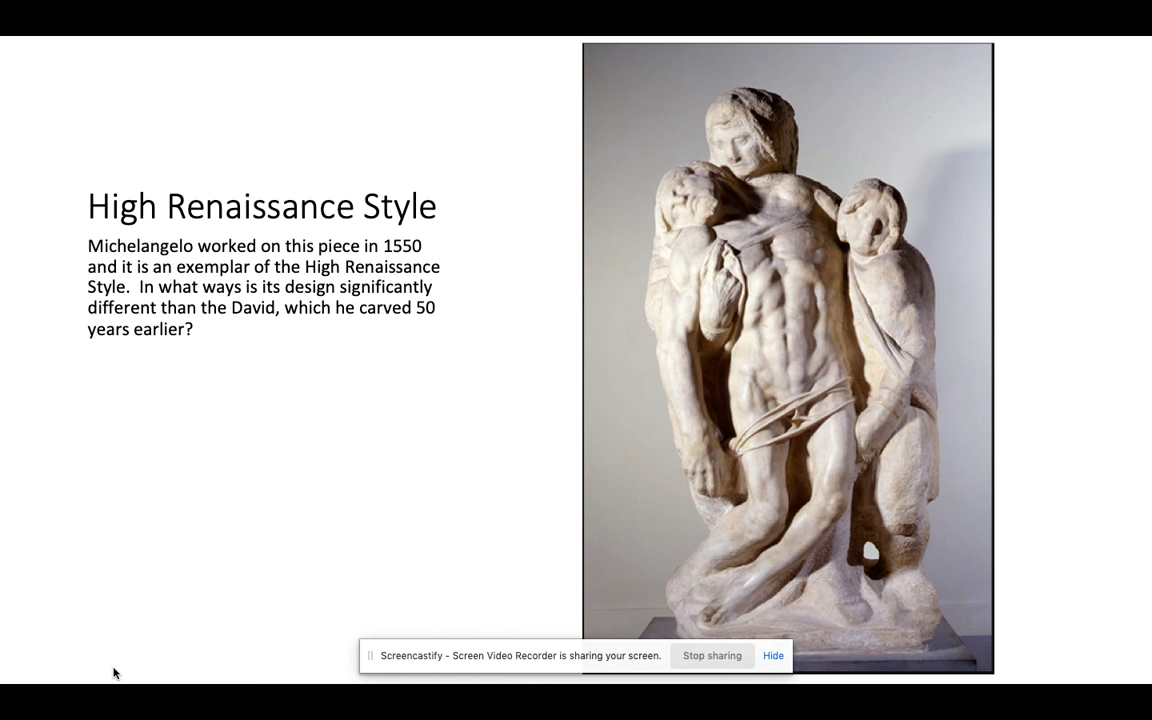 High Renaissance Style
Michelangelo worked on this piece in 1550
and it is an exemplar of the High Renaissance
Style.  In what ways is its design significantly
different than the David, which he carved 50
years earlier?
Screencastify - Screen Video Recorder is sharing your screen.
Stop sharing
Hide